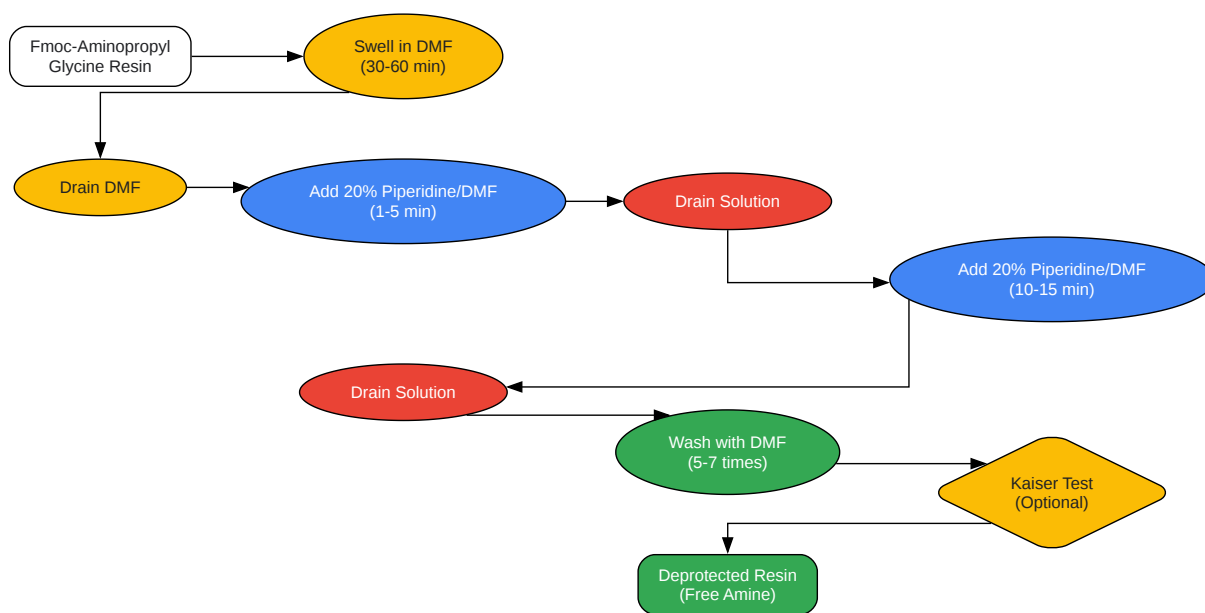 Fmoc-Aminopropyl
Glycine Resin
Swell in DMF
(30-60 min)
Drain DMF
Add 20% Piperidine/DMF
(1-5 min)
Drain Solution
Add 20% Piperidine/DMF
(10-15 min)
Drain Solution
Wash with DMF
(5-7 times)
Kaiser Test
(Optional)
Deprotected Resin
(Free Amine)